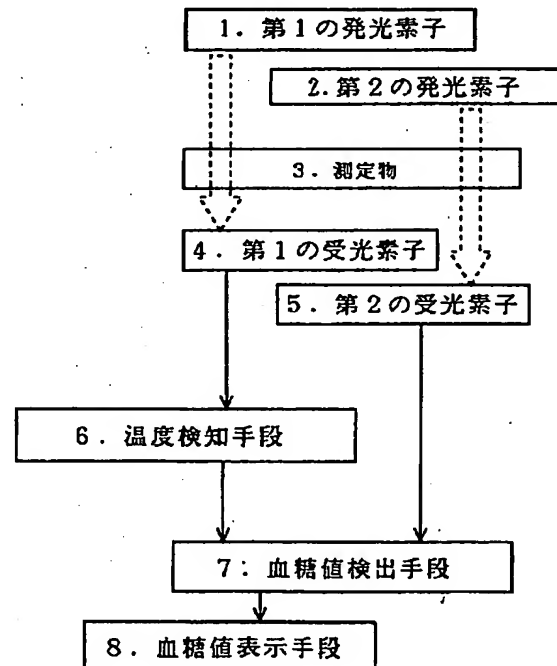 1. 第1の発光素子
2. 第2の発光素子
3. 測定物
4. 第1の受光素子
5. 第2の受光素子
6. 温度検知手段
7: 血糖値検出手段
8. 血糖値表示手段